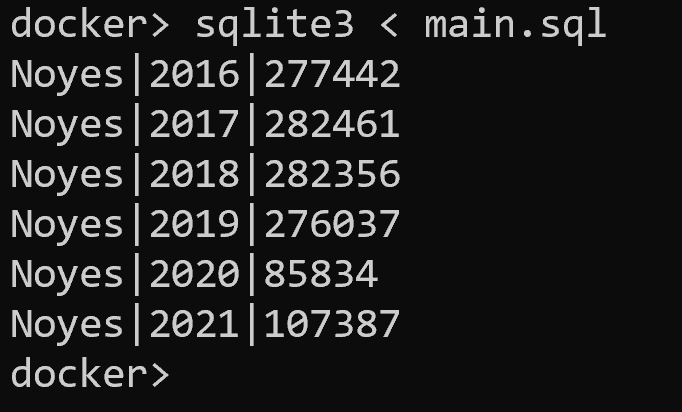 docker> sqlite3 < main.sql
Noyes|2016|277442
Noyes|2017|282461
Noyes|2018|282356
Noyes|2019|276037
Noyes|2020|85834
Noyes|2021|107387
docker>